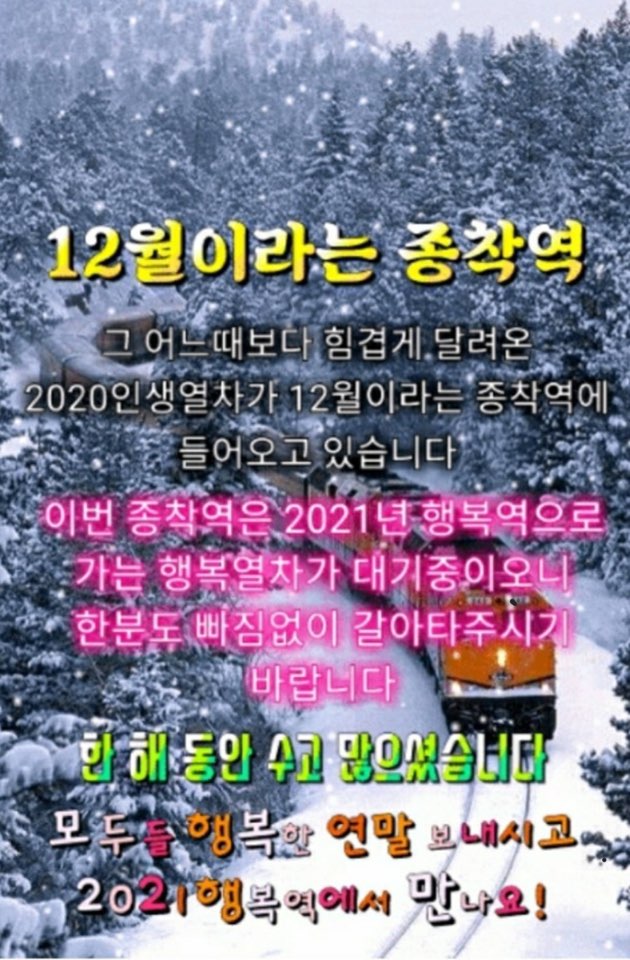 12월이라는 종착역
그 어느때보다 힘겹게 달려온
2020인생열차가 12월이라는 종착역에
들어오고 있습니다
이번 종착역은 2021년 행복역으로
가는 행복열차가 대기중이오니
한분도 빠짐없이 갈아타주시기
바랍니다
한 해 동안 수고 많으셨습니다
모두들 행복한 연말 보내시고
2021행복역에서 만나요!